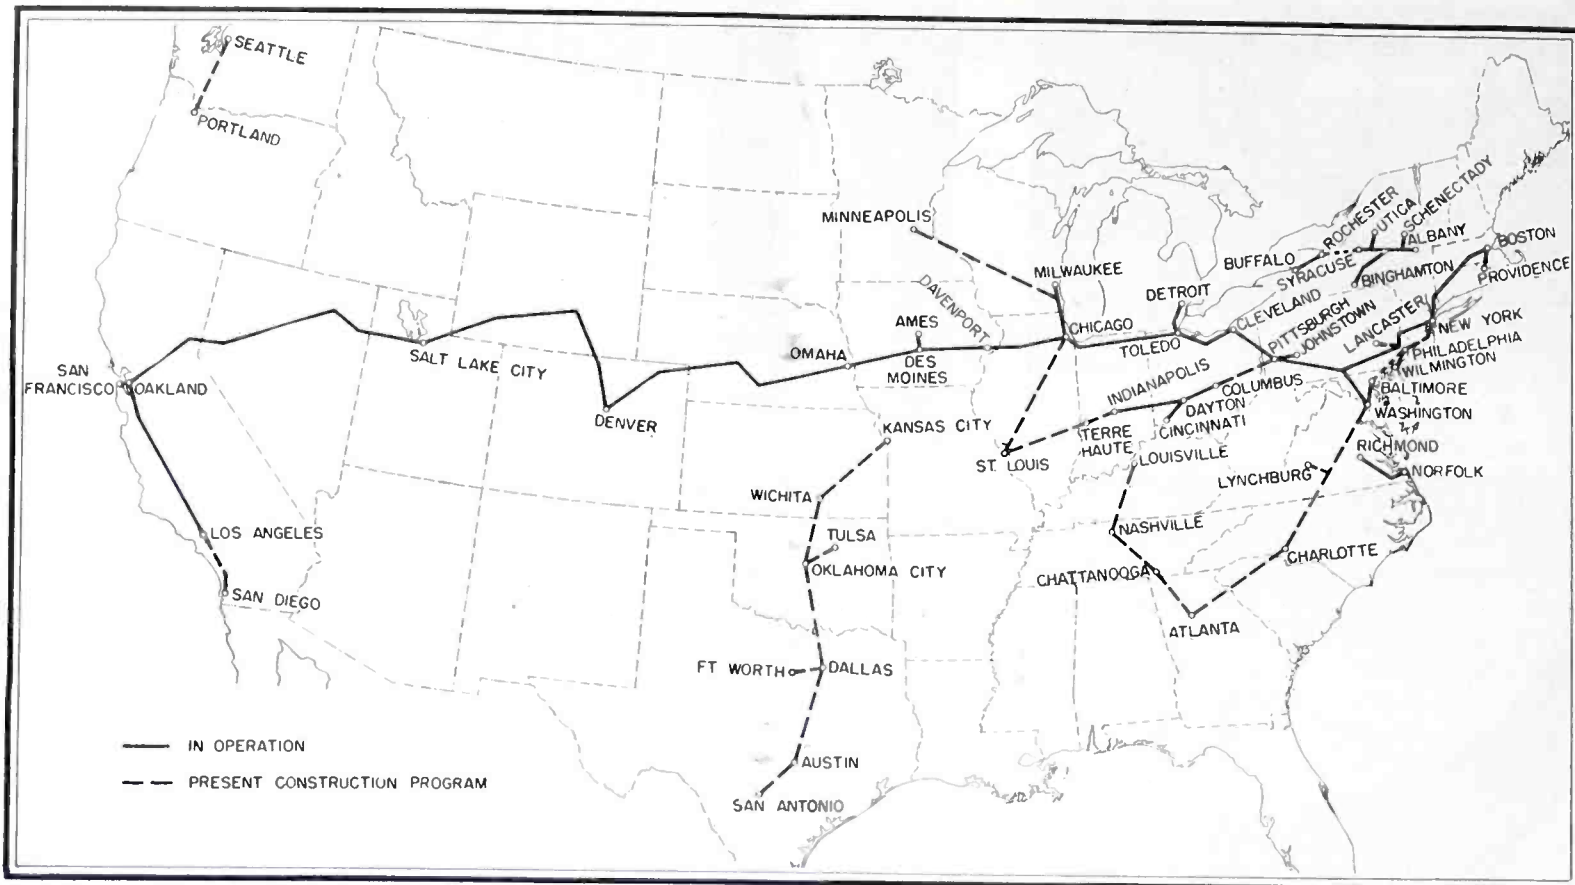 SEATTLE
PORTLAND
MINNEAPOLIS
MILWAUKEE
DAVENPORT
AMES
DES
MOINES
OMAHA
CHICAGO
DETROIT
TOLEDO
CLEVELAND
BUFFALO
ROCHESTER
SYRACUSE
UTICA
SCHENECTADY
ALBANY
BINGHAMTON
BOSTON
PROVIDENCE
PITTSBURGH
JOHNSTOWN
LANCASTER
NEW YORK
PHILADELPHIA
WILMINGTON
BALTIMORE
WASHINGTON
RICHMOND
NORFOLK
LYNCHBURG
SAN
FRANCISCO
OAKLAND
SALT LAKE CITY
DENVER
KANSAS CITY
ST. LOUIS
TERRE
HAUTE
INDIANAPOLIS
COLUMBUS
DAYTON
CINCINNATI
LOUISVILLE
WICHITA
TULSA
OKLAHOMA CITY
NASHVILLE
CHATTANOOGA
CHARLOTTE
ATLANTA
LOS ANGELES
SAN DIEGO
FT WORTH
DALLAS
AUSTIN
SAN ANTONIO
IN OPERATION
PRESENT CONSTRUCTION PROGRAM